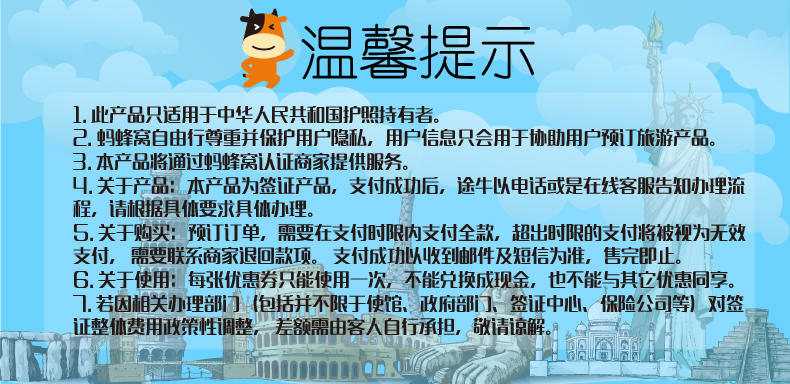 温馨提示
1. 此产品只适用于中华人民共和国护照持有者。
2. 蚂蜂窝自由行尊重并保护用户隐私，用户信息只会用于协助用户预订旅游产品。
3. 本产品将通过蚂蜂窝认证商家提供服务。
4. 关于产品：本产品为签证产品，支付成功后，途牛以电话或是在线客服告知办理流
程，请根据具体要求具体办理。
5. 关于购买：预订订单，需要在支付时限内支付全款，超出时限的支付将被视为无效
支付， 需要联系商家退回款项。 支付成功以收到邮件及短信为准，售完即止。
6. 关于使用：每张优惠券只能使用一次，不能兑换成现金，也不能与其它优惠同享。
7. 若因相关办理部门（包括并不限于使馆、政府部门、签证中心、保险公司等）对签
证整体费用政策性调整， 差额需由客人自行承担，敬请谅解。